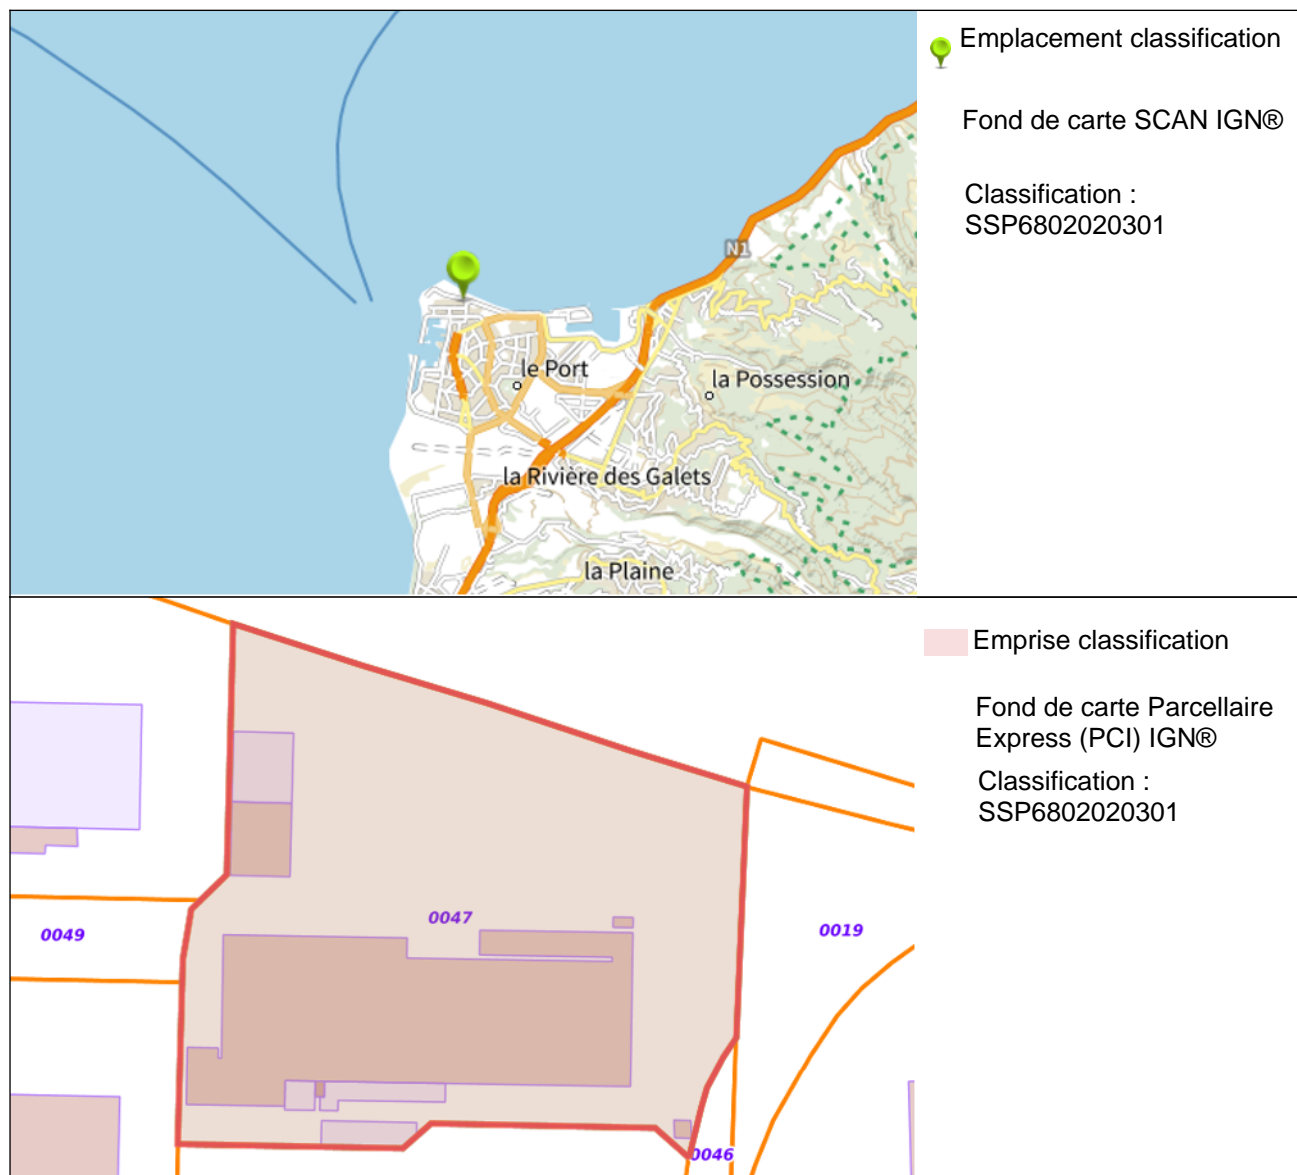 Emplacement classification
Fond de carte SCAN IGN®
Classification :
SSP6802020301
N1
le Port
la Possession
la Rivière des Galets
la Plaine
Emprise classification
Fond de carte Parcellaire
Express (PCI) IGN®
Classification :
SSP6802020301
0047
0049
0019
0046